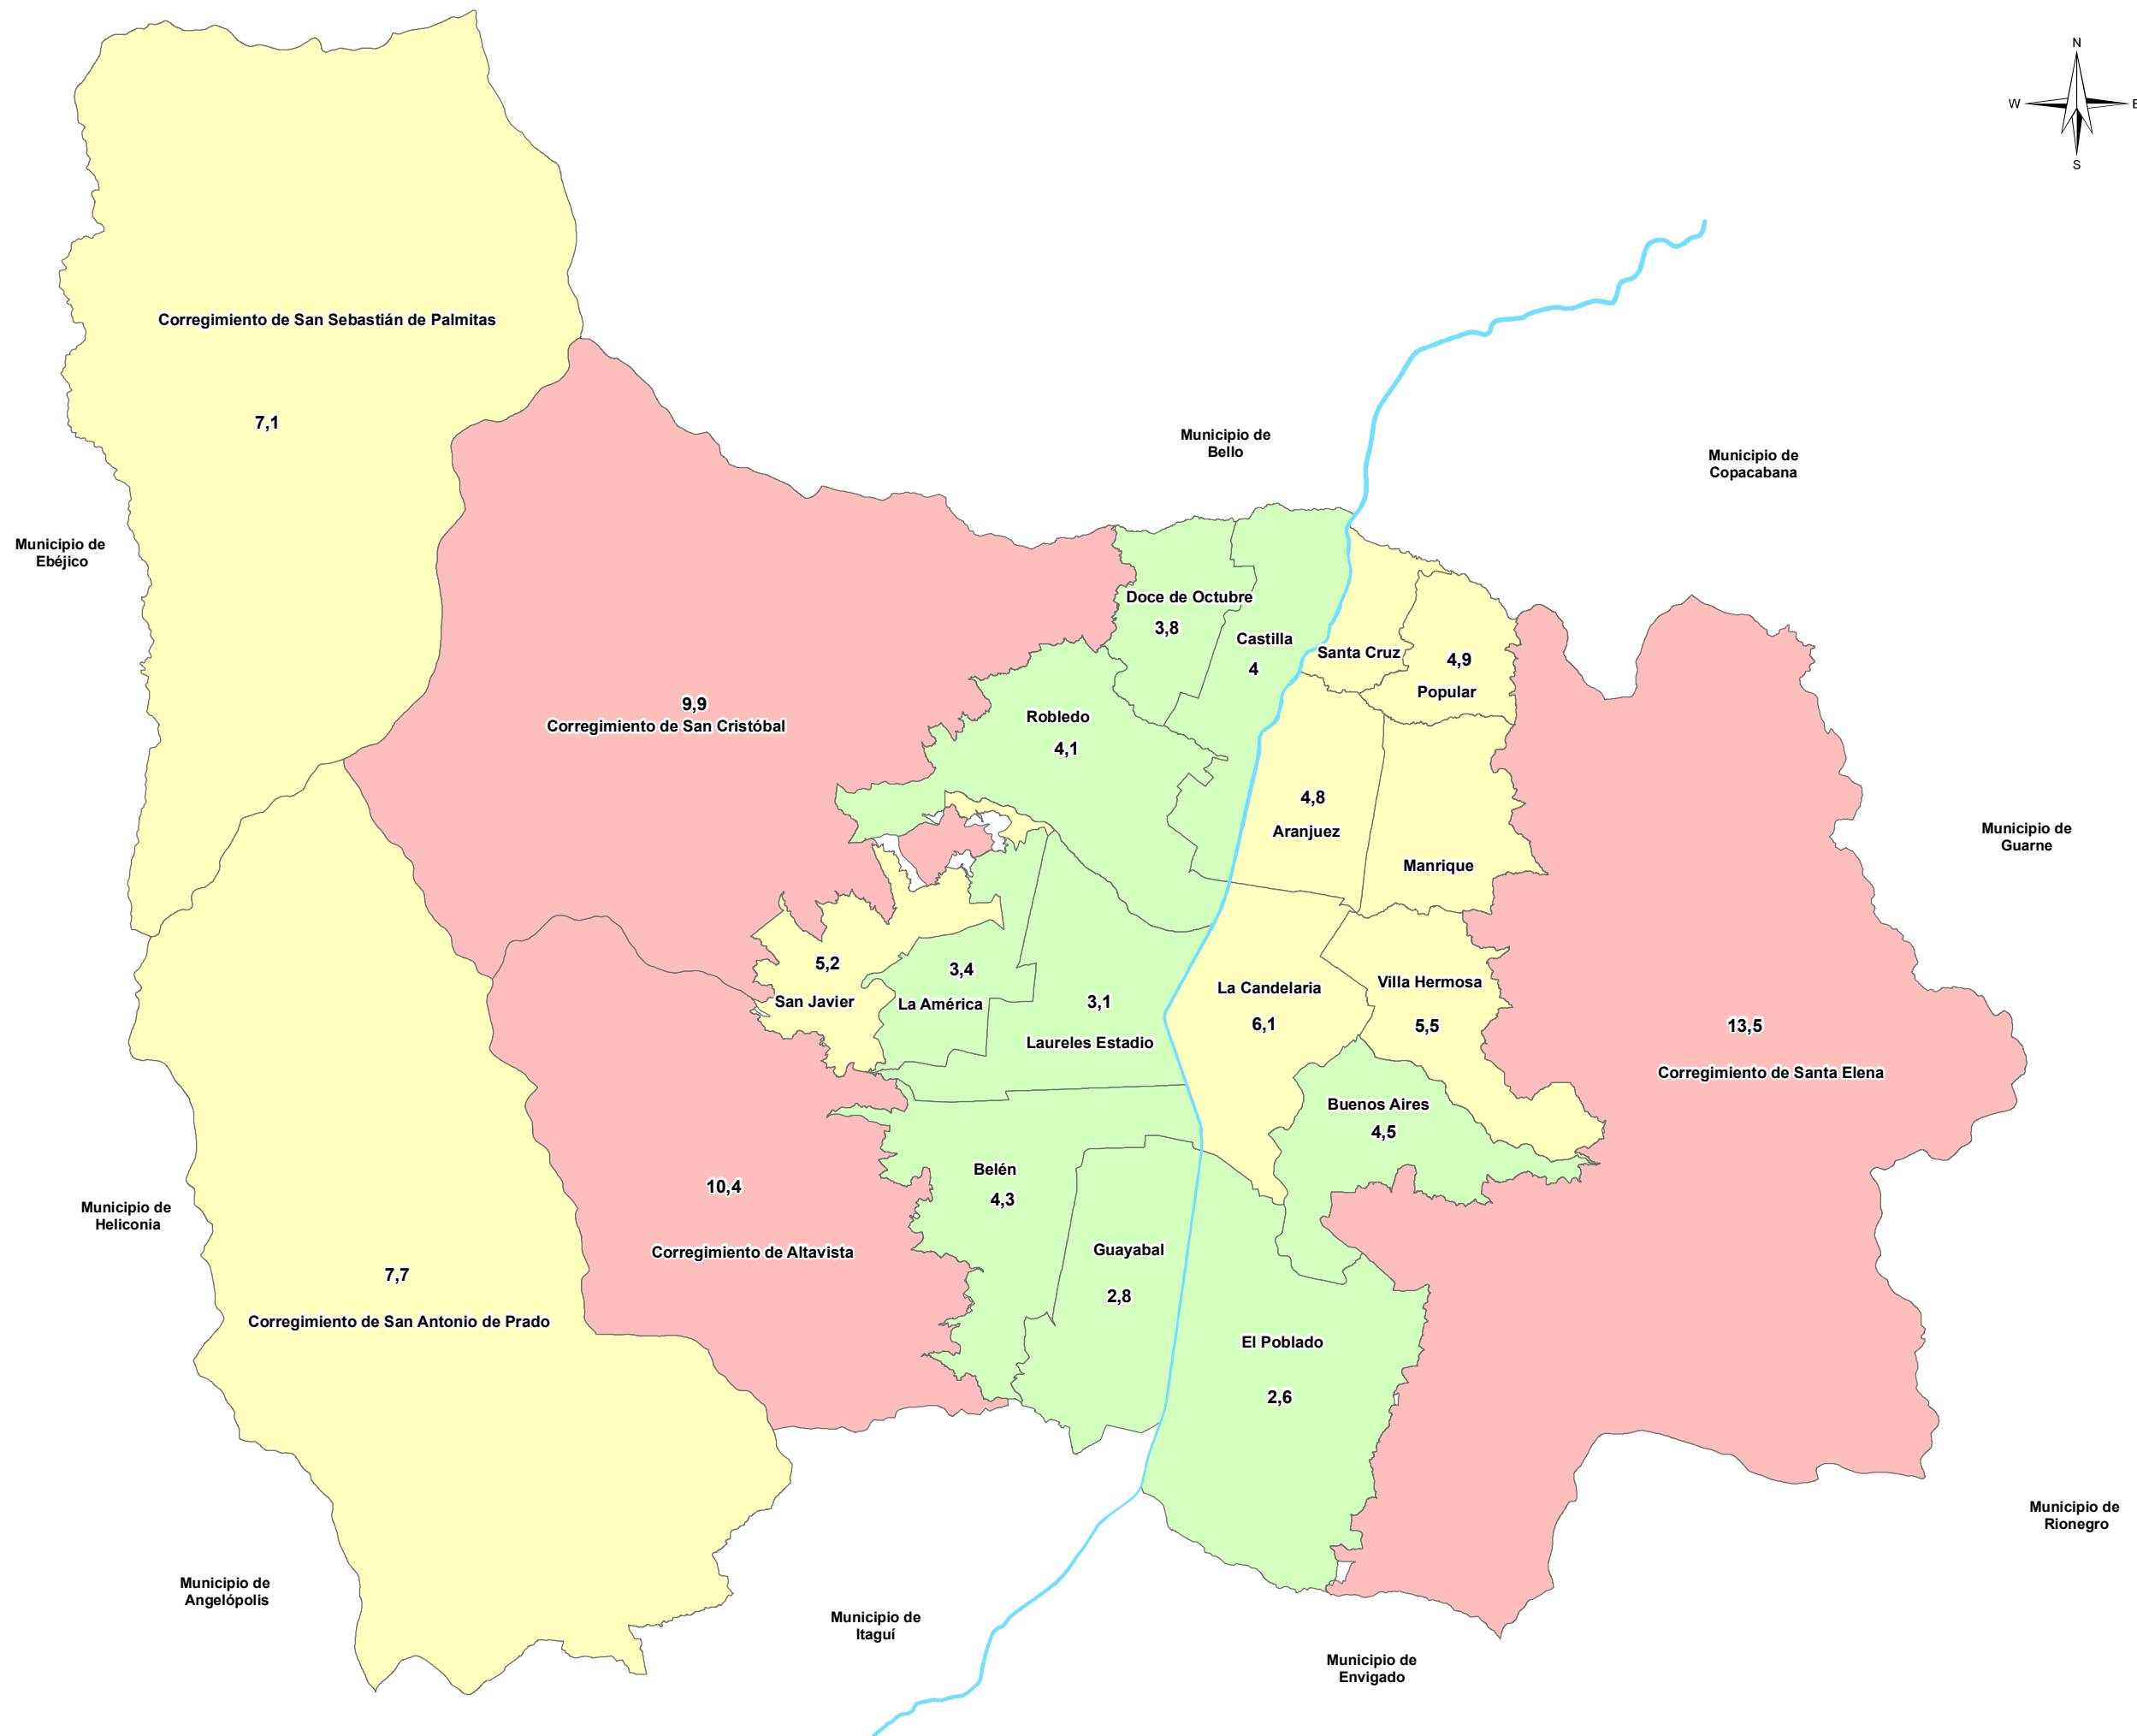 N
W
E
S
Corregimiento de San Sebastián de Palmitas
7,1
Municipio de
Bello
Municipio de
Copacabana
Municipio de
Ebéjico
Doce de Octubre
3,8
Castilla
4
Santa Cruz
4,9
Popular
9,9
Corregimiento de San Cristóbal
Robledo
4,1
4,8
Aranjuez
Manrique
Municipio de
Guarne
5,2
San Javier
3,4
La América
3,1
Laureles Estadio
La Candelaria
6,1
Villa Hermosa
5,5
13,5
Corregimiento de Santa Elena
Buenos Aires
4,5
Belén
4,3
10,4
Corregimiento de Altavista
Municipio de
Heliconia
7,7
Corregimiento de San Antonio de Prado
Guayabal
2,8
El Poblado
2,6
Municipio de
Rionegro
Municipio de
Angelópolis
Municipio de
Itaguí
Municipio de
Envigado